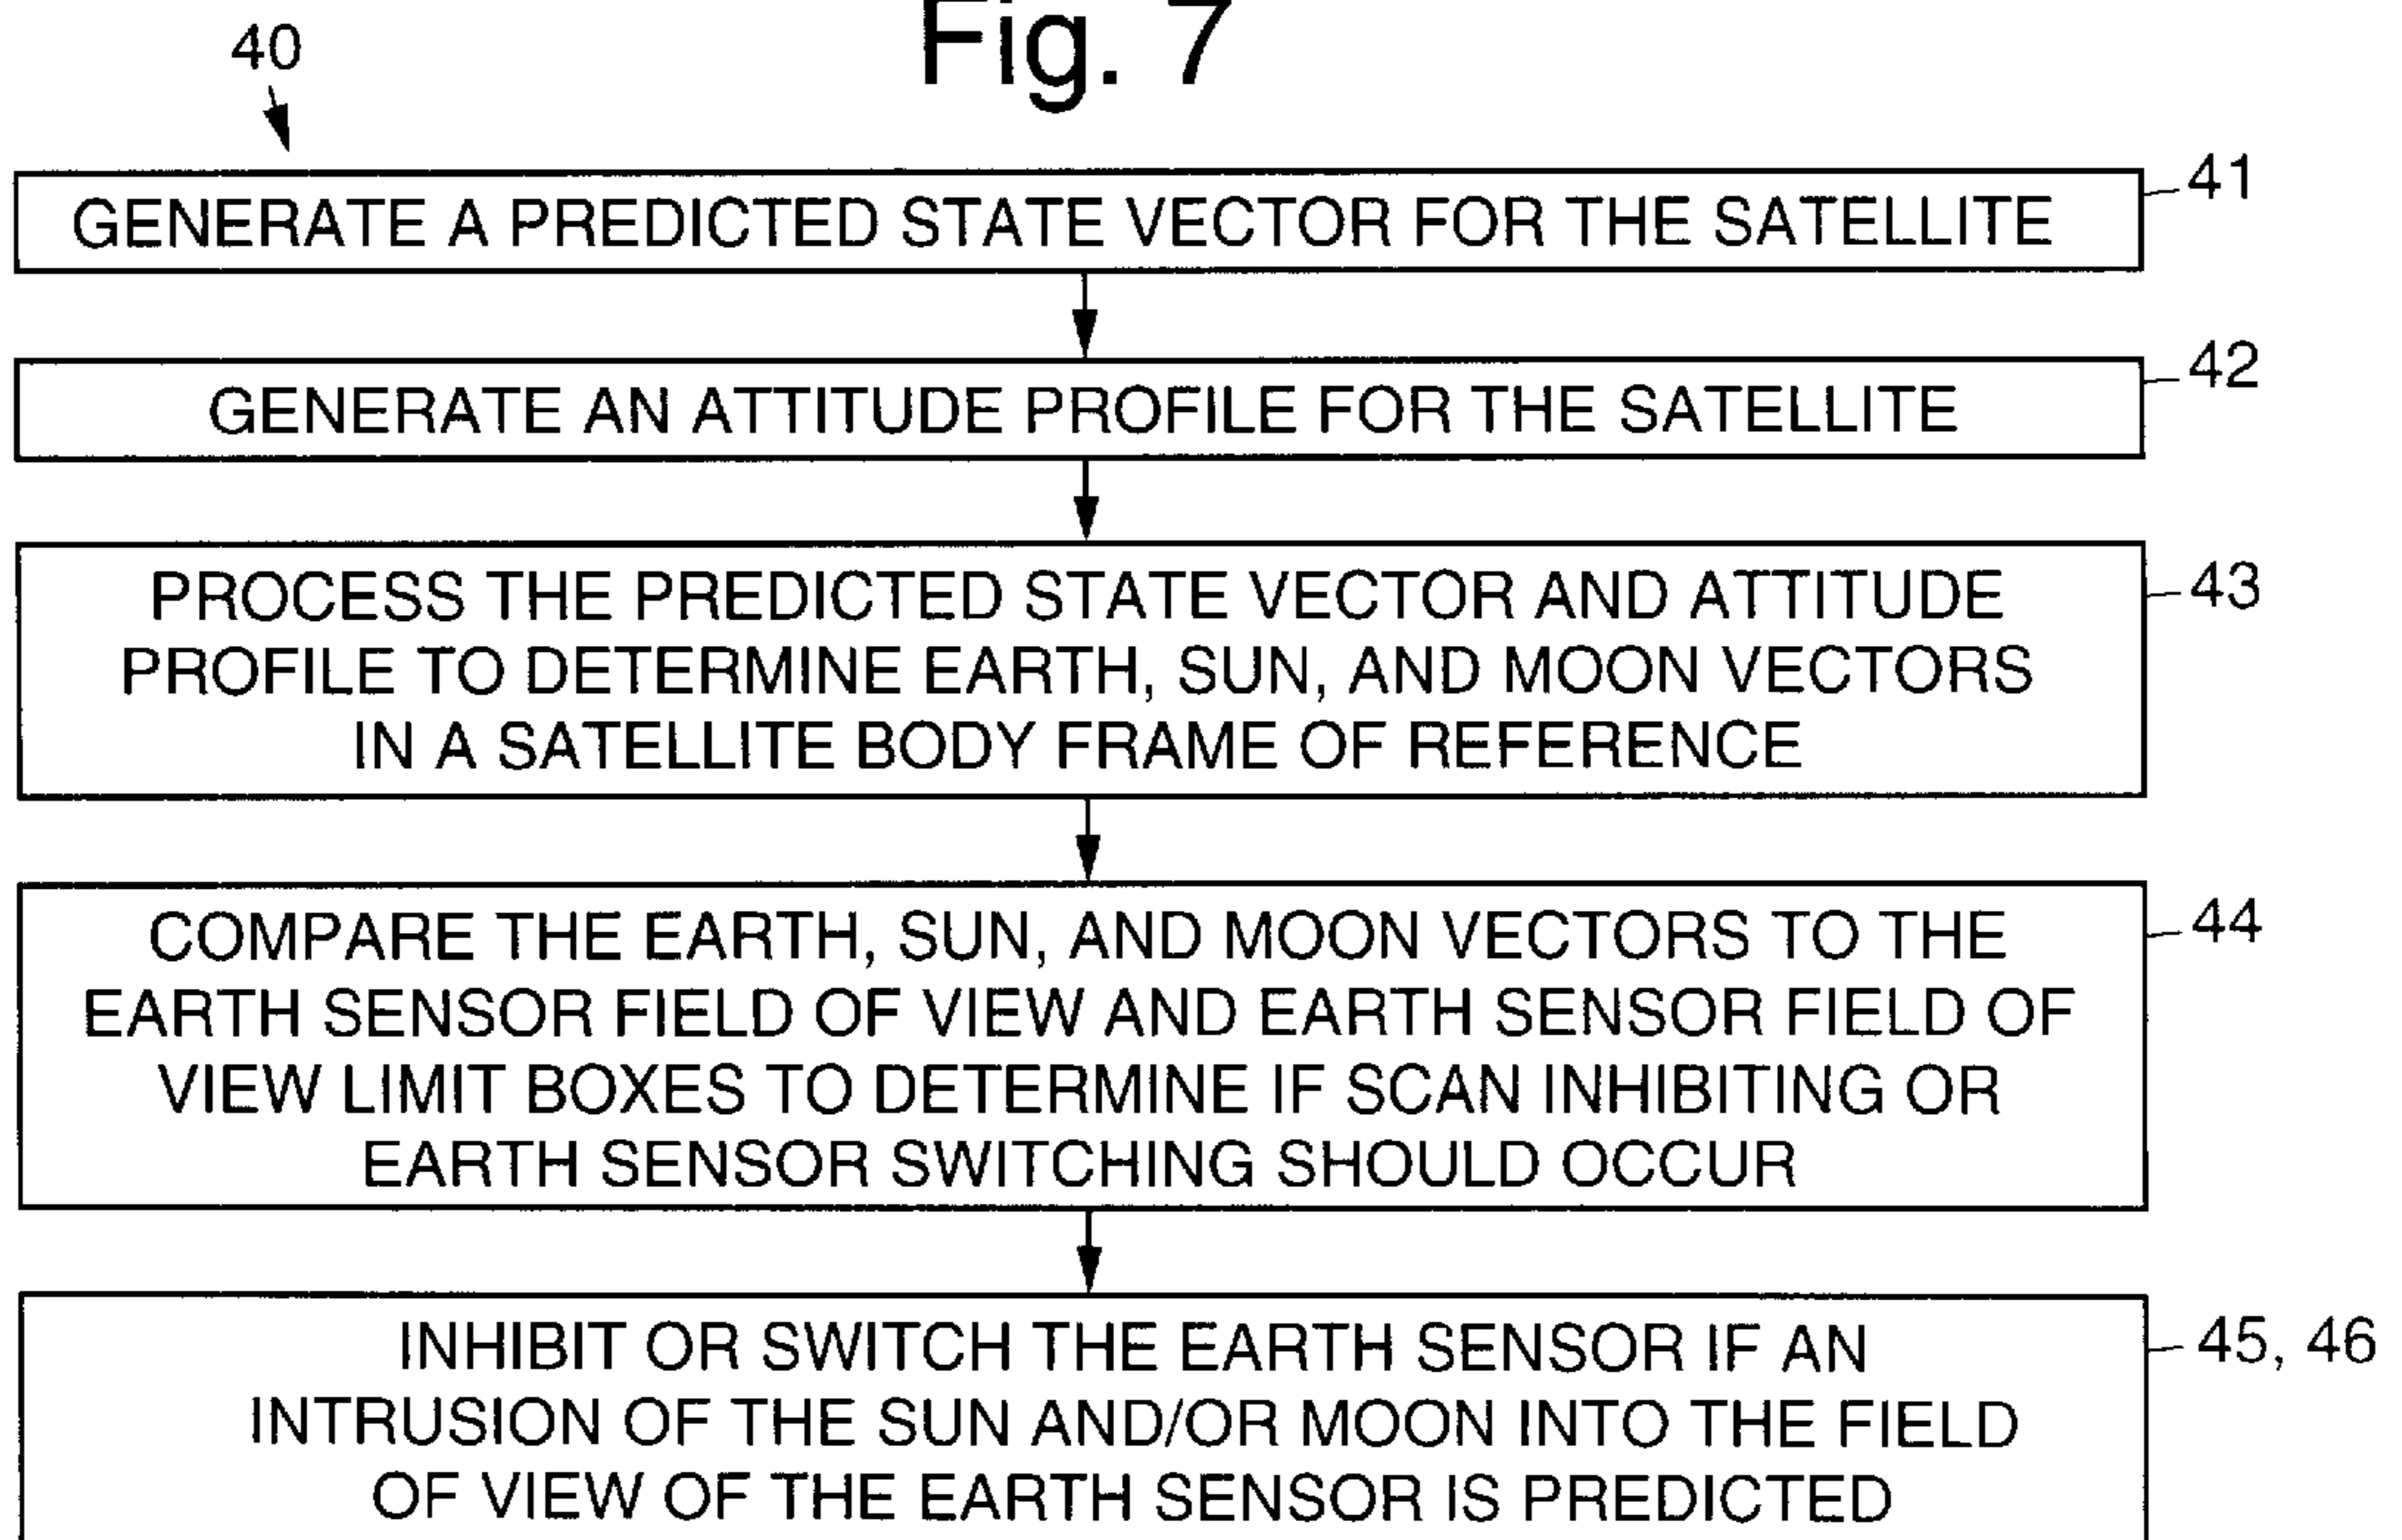 Fig. 7
40
GENERATE A PREDICTED STATE VECTOR FOR THE SATELLITE
41
GENERATE AN ATTITUDE PROFILE FOR THE SATELLITE
42
PROCESS THE PREDICTED STATE VECTOR AND ATTITUDE
PROFILE TO DETERMINE EARTH, SUN, AND MOON VECTORS
IN A SATELLITE BODY FRAME OF REFERENCE
43
COMPARE THE EARTH, SUN, AND MOON VECTORS TO THE
EARTH SENSOR FIELD OF VIEW AND EARTH SENSOR FIELD OF
VIEW LIMIT BOXES TO DETERMINE IF SCAN INHIBITING OR
EARTH SENSOR SWITCHING SHOULD OCCUR
44
INHIBIT OR SWITCH THE EARTH SENSOR IF AN
INTRUSION OF THE SUN AND/OR MOON INTO THE FIELD
OF VIEW OF THE EARTH SENSOR IS PREDICTED
45, 46